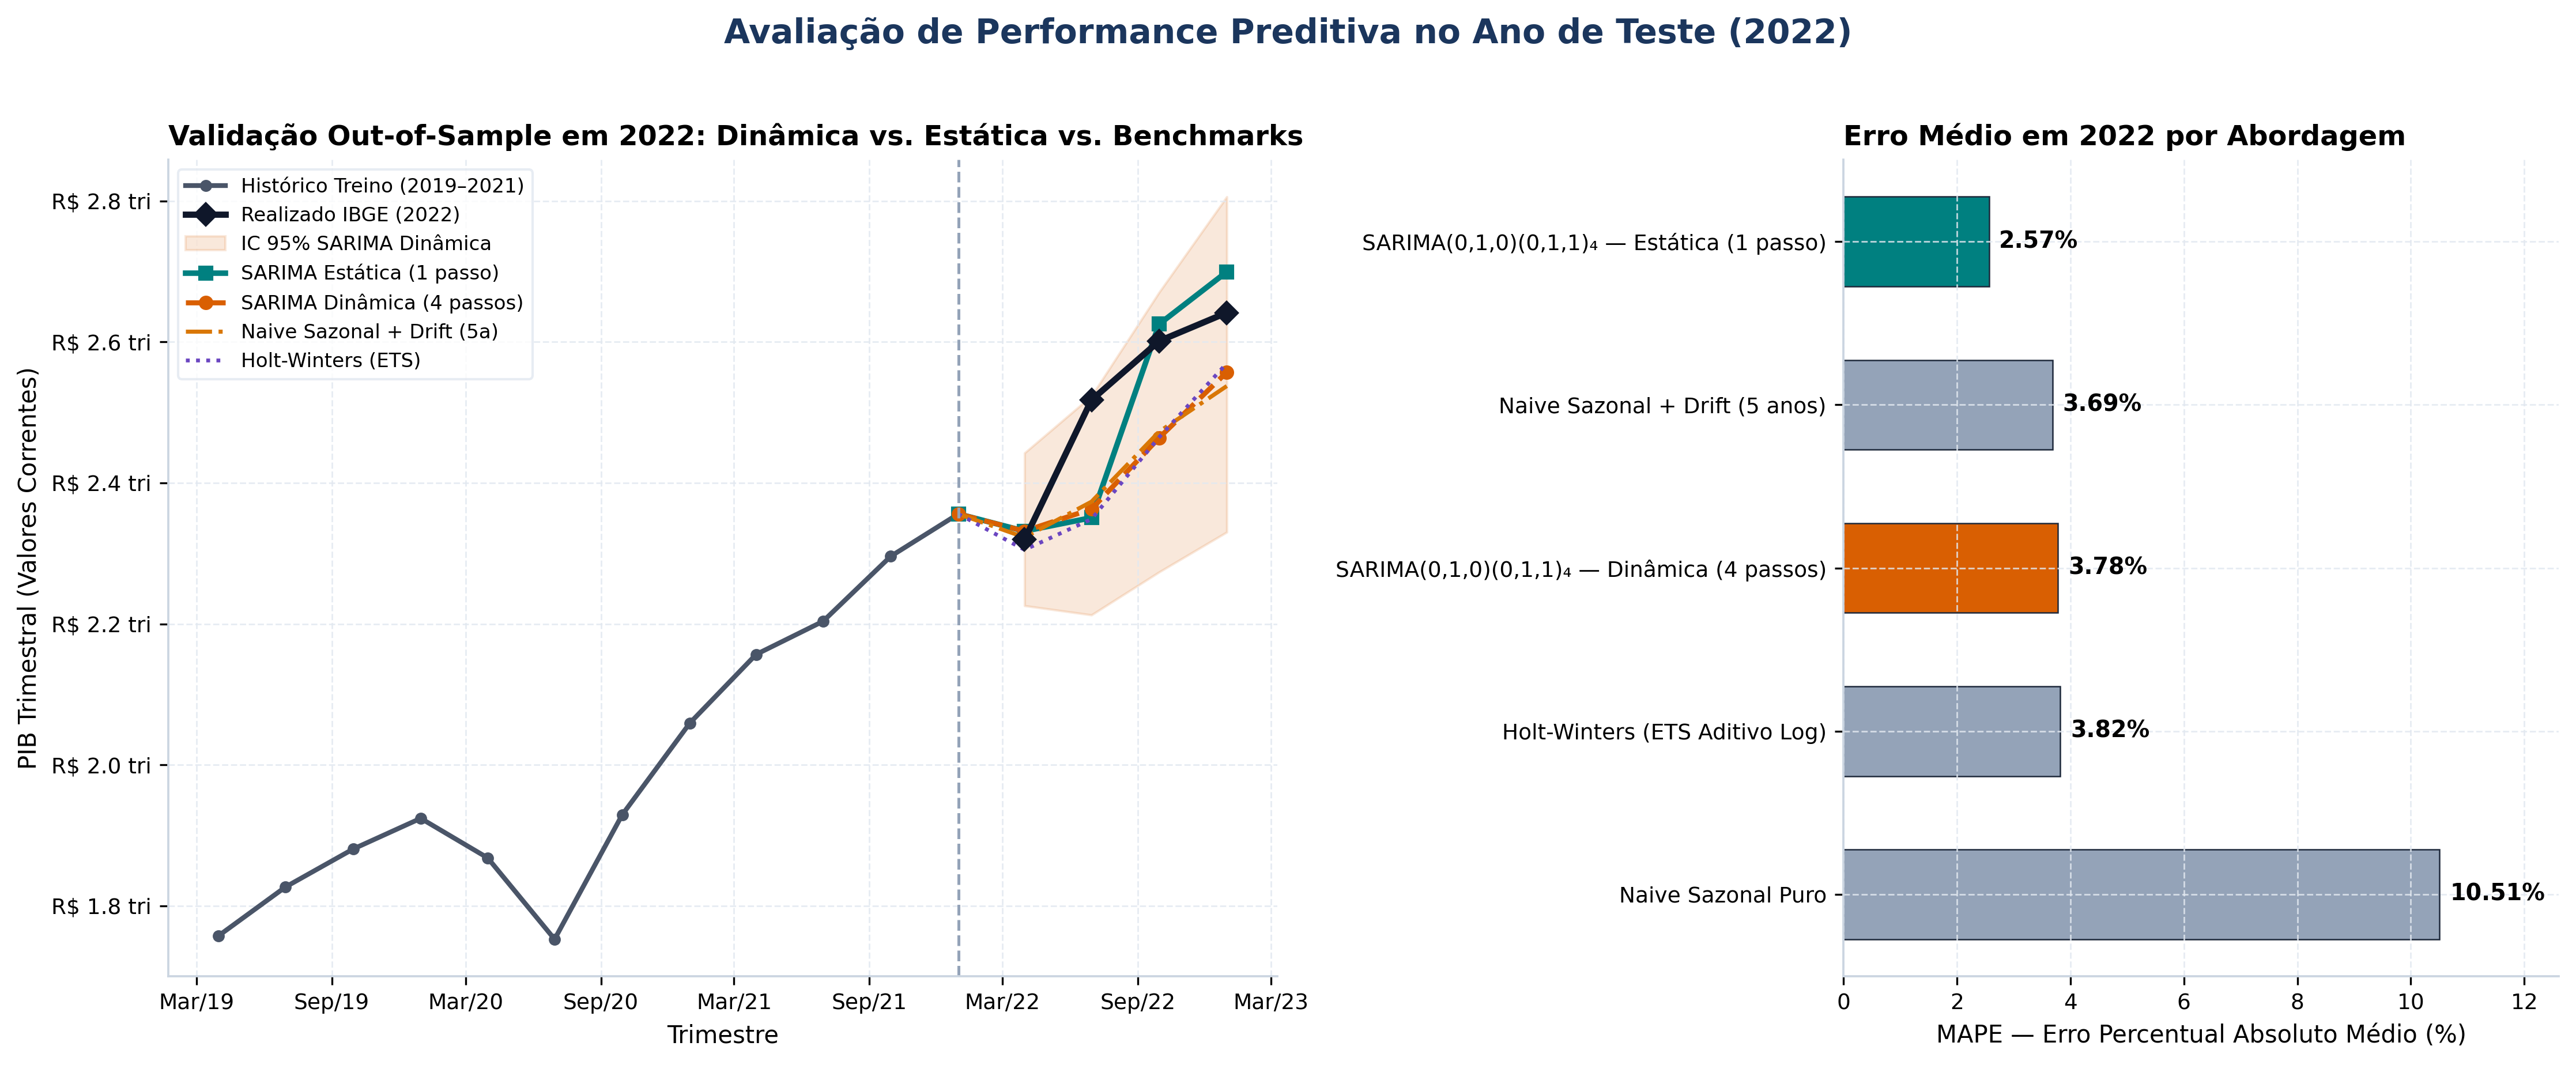 Avaliação de Performance Preditiva no Ano de Teste (2022)
Validação Out-of-Sample em 2022: Dinâmica vs. Estática vs. Benchmarks
PIB Trimestral (Valores Correntes)
R$ 2.8 tri
R$ 2.6 tri
R$ 2.4 tri
R$ 2.2 tri
R$ 2.0 tri
R$ 1.8 tri
Histórico Treino (2019–2021)
Realizado IBGE (2022)
IC 95% SARIMA Dinâmica
SARIMA Estática (1 passo)
SARIMA Dinâmica (4 passos)
Naive Sazonal + Drift (5a)
Holt-Winters (ETS)
Mar/19 Sep/19 Mar/20 Sep/20 Mar/21 Sep/21 Mar/22 Sep/22 Mar/23
Trimestre
Erro Médio em 2022 por Abordagem
SARIMA(0,1,0)(0,1,1)₄ — Estática (1 passo) 2.57%
Naive Sazonal + Drift (5 anos) 3.69%
SARIMA(0,1,0)(0,1,1)₄ — Dinâmica (4 passos) 3.78%
Holt-Winters (ETS Aditivo Log) 3.82%
Naive Sazonal Puro 10.51%
0 2 4 6 8 10 12
MAPE — Erro Percentual Absoluto Médio (%)